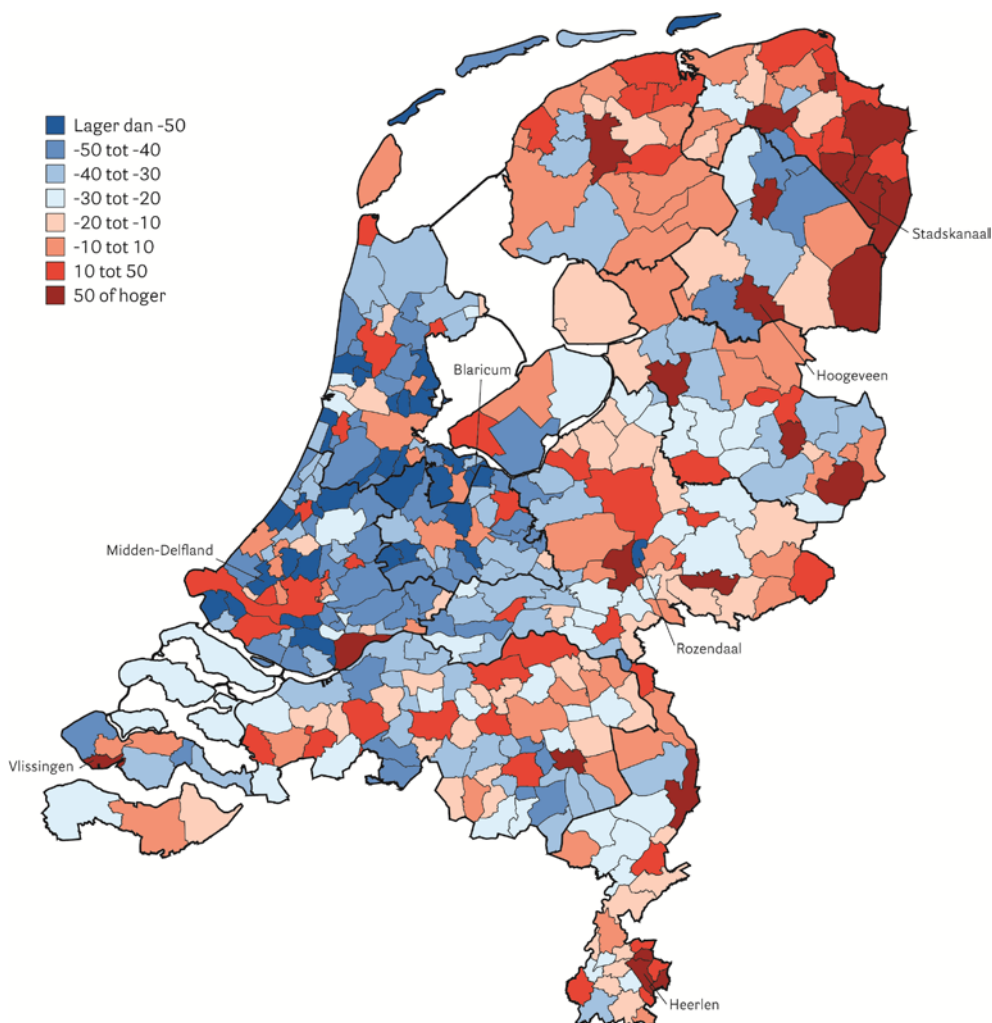 Lager dan -50
-50 tot -40
-40 tot -30
-30 tot -20
-20 tot -10
-10 tot 10
10 tot 50
50 of hoger
Stadskanaal
Blaricum
Hoogeveen
Midden-Delfland
Rozendaal
Vlissingen
Heerlen